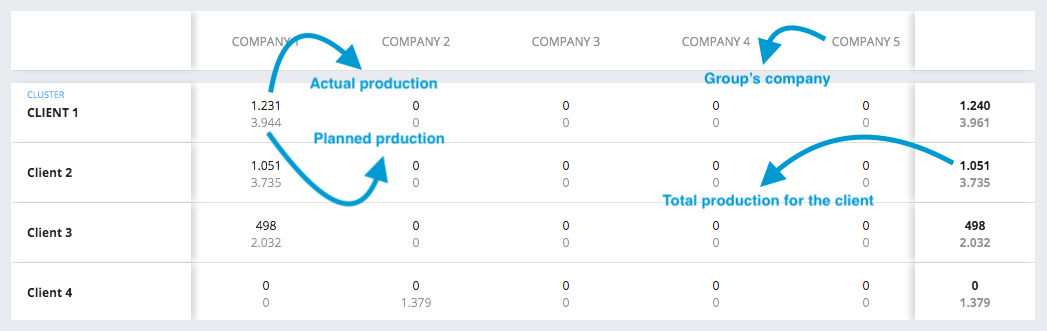 COMPANY 1 COMPANY 2 COMPANY 3 COMPANY 4 COMPANY 5
Actual production
Group's company
CLUSTER
CLIENT 1
1.231 0 0 0 0 1.240
3.944 0 0 0 0 3.961
Planned prduction
Client 2
1.051 0 0 0 0 1.051
3.735 0 0 0 0 3.735
Total production for the client
Client 3
498 0 0 0 0 498
2.032 0 0 0 0 2.032
Client 4
0 0 0 0 0 0
0 1.379 0 0 0 1.379